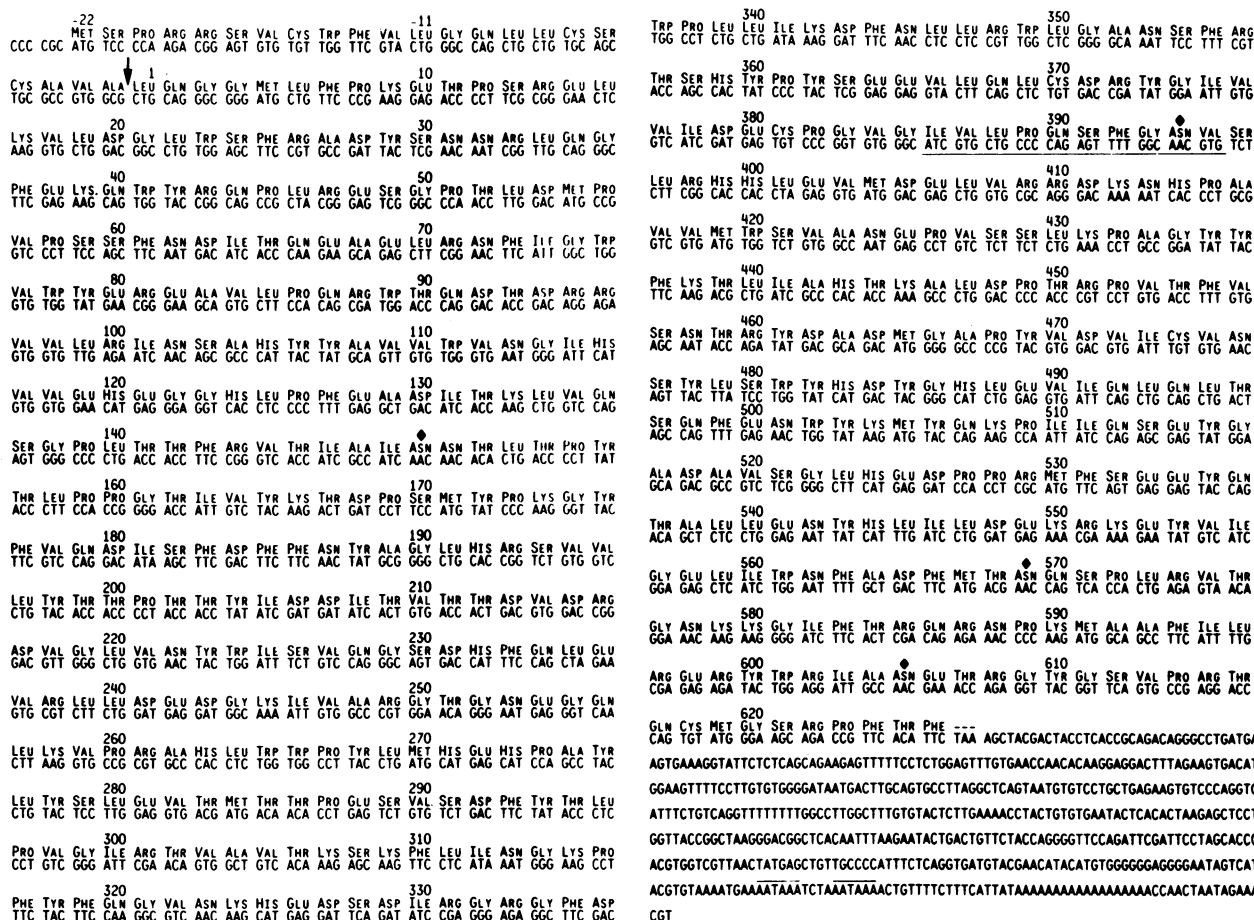 -22 -11
MET SER PRO ARG ARG SER VAL CYS TRP PHE VAL LEU GLY GLN LEU LEU CYS SER
CCC CGC ATG TCC CCA AGA CGG AGT GTG TGT TGG TTC GTA CTG GGC CAG CTG CTG TGC AGC
1 10
CYS ALA VAL ALA LEU GLN GLY GLY MET LEU PHE PRO LYS GLU THR PRO SER ARG GLU LEU
TGC GCC GTG GCG CTG CAG GGC GGG ATG CTG TTC CCG AAG GAG ACC CCT TCG CGG GAA CTC
20 30
LYS VAL LEU ASP GLY LEU TRP SER PHE ARG ALA ASP TYR SER ASN ASN ARG LEU GLN GLY
AAG GTG CTG GAC GGC CTG TGG AGC TTC CGT GCC GAT TAC TCG AAC AAT CGG TTG CAG GGC
40 50
PHE GLU LYS GLN TRP TYR ARG GLN PRO LEU ARG GLU SER GLY PRO THR LEU ASP MET PRO
TTC GAG AAG CAG TGG TAC CGG CAG CCG CTA CGG GAG TCG GGC CCA ACC TTG GAC ATG CCG
60 70
VAL PRO SER SER PHE ASN ASP ILE THR GLN GLU ALA GLU LEU ARG ASN PHE ILE GLY TRP
GTC CCT TCC AGC TTC AAT GAC ATC ACC CAA GAA GCA GAG CTT CGG AAC TTC ATT GGC TGG
80 90
VAL TRP TYR GLU ARG GLU ALA VAL LEU PRO GLN ARG TRP THR GLN ASP THR ASP ARG ARG
GTG TGG TAT GAA CGG GAA GCA GTG CTT CCA CAG CGA TGG ACC CAG GAC ACC GAC AGG AGA
100 110
VAL VAL LEU ARG ILE ASN SER ALA HIS TYR TYR ALA VAL VAL TRP VAL ASN GLY ILE HIS
GTG GTG TTG AGA ATC AAC AGC GCC CAT TAC TAT GCA GTT GTG TGG GTG AAT GGG ATT CAT
120 130
VAL VAL GLU HIS GLU GLY GLY HIS LEU PRO PHE GLU ALA ASP ILE THR LYS LEU VAL GLN
GTG GTG GAA CAT GAG GGA GGT CAC CTC CCC TTT GAG GCT GAC ATC ACC AAG CTG GTC CAG
140 ◆
SER GLY PRO LEU THR THR PHE ARG VAL THR ILE ALA ILE ASN ASN THR LEU THR PRO TYR
AGT GGG CCC CTG ACC ACC TTC CGG GTC ACC ATC GCC ATC AAC AAC ACA CTG ACC CCT TAT
160 170
THR LEU PRO PRO GLY THR ILE VAL TYR LYS THR ASP PRO SER MET TYR PRO LYS GLY TYR
ACC CTT CCA CCG GGG ACC ATT GTC TAC AAG ACT GAT CCT TCC ATG TAT CCC AAG GGT TAC
180 190
PHE VAL GLN ASP ILE SER PHE ASP PHE PHE ASN TYR ALA GLY LEU HIS ARG SER VAL VAL
TTC GTC CAG GAC ATA AGC TTC GAC TTC TTC AAC TAT GCG GGG CTG CAC CGG TCT GTG GTC
200 210
LEU TYR THR THR PRO THR THR TYR ILE ASP ASP ILE THR VAL THR THR ASP VAL ASP ARG
CTG TAC ACC ACC CCT ACC ACC TAT ATC GAT GAT ATC ACT GTG ACC ACT GAC GTG GAC CGG
220 230
ASP VAL GLY LEU VAL ASN TYR TRP ILE SER VAL GLN GLY SER ASP HIS PHE GLN LEU GLU
GAC GTT GGG CTG GTG AAC TAC TGG ATT TCT GTC CAG GGC AGT GAC CAT TTC CAG CTA GAA
240 250
VAL ARG LEU LEU ASP GLU ASP GLY LYS ILE VAL ALA ARG GLY THR GLY ASN GLU GLY GLN
GTG CGT CTT CTG GAT GAG GAT GGC AAA ATT GTG GCC CGT GGA ACA GGG AAT GAG GGT CAA
260 270
LEU LYS VAL PRO ARG ALA HIS LEU TRP TRP PRO TYR LEU MET HIS GLU HIS PRO ALA TYR
CTT AAG GTG CCG CGT GCC CAC CTC TGG TGG CCT TAC CTG ATG CAT GAG CAT CCA GCC TAC
280 290
LEU TYR SER LEU GLU VAL THR MET THR THR PRO GLU SER VAL SER ASP PHE TYR THR LEU
CTG TAC TCC TTG GAG GTG ACG ATG ACA ACA CCT GAG TCT GTG TCT GAC TTC TAT ACC CTC
300 310
PRO VAL GLY ILE ARG THR VAL ALA VAL THR LYS SER LYS PHE LEU ILE ASN GLY LYS PRO
CCT GTC GGG ATT CGG ACA GTG GCT GTC ACA AAG AGC AAG TTC CTC ATA AAT GGG AAG CCT
320 330
PHE TYR PHE GLN GLY VAL ASN LYS HIS GLU ASP SER ASP ILE ARG GLY ARG GLY PHE ASP
TTC TAC TTC CAA GGC GTC AAC AAG CAT GAG GAT TCA GAT ATC CGA GGG AGA GGC TTC GAC
340 350
TRP PRO LEU LEU ILE LYS ASP PHE ASN LEU LEU ARG TRP LEU GLY ALA ASN SER PHE ARG
TGG CCT CTG CTG ATA AAG GAT TTC AAC CTC CTC CGT TGG CTC GGG GCA AAT TCC TTT CGT
360 370
THR SER HIS TYR PRO TYR SER GLU GLU VAL LEU GLN LEU CYS ASP ARG TYR GLY ILE VAL
ACC AGC CAC TAT CCC TAC TCG GAG GAG GTA CTT CAG CTC TGT GAC CGA TAT GGA ATT GTG
380 390 ◆
VAL ILE ASP GLU CYS PRO GLY VAL GLY ILE VAL LEU PRO GLN SER PHE GLY ASN VAL SER
GTC ATC GAT GAG TGT CCC GGT GTG GGC ATC GTG CTG CCC CAG AGT TTT GGC AAC GTG TCT
400 410
LEU ARG HIS HIS LEU GLU VAL MET ASP GLU LEU VAL ARG ARG ASP LYS ASN HIS PRO ALA
CTT CGG CAC CAC CTA GAG GTG ATG GAC GAG CTG GTG CGC AGG GAC AAA AAT CAC CCT GCG
420 430
VAL VAL MET TRP SER VAL ALA ASN GLU PRO VAL SER SER LEU LYS PRO ALA GLY TYR TYR
GTC GTG ATG TGG TCT GTG GCC AAT GAG CCT GTC TCT TCT CTG AAA CCT GCC GGA TAT TAC
440 450
PHE LYS THR LEU ILE ALA HIS THR LYS ALA LEU ASP PRO THR ARG PRO VAL THR PHE VAL
TTC AAG ACG CTG ATC GCC CAC ACC AAA GCC CTG GAC CCC ACC CGT CCT GTG ACC TTT GTG
460 470
SER ASN THR ARG TYR ASP ALA ASP MET GLY ALA PRO TYR VAL ASP VAL ILE CYS VAL ASN
AGC AAT ACC AGA TAT GAC GCA GAC ATG GGG GCC CCG TAC GTG GAC GTG ATT TGT GTG AAC
480 490
SER TYR LEU SER TRP TYR HIS ASP TYR GLY HIS LEU GLU VAL ILE GLN LEU GLN LEU THR
AGT TAC TTA TCC TGG TAT CAT GAC TAC GGC CAT CTG GAG GTG ATT CAG CTG CAG CTG ACT
500 510
SER GLN PHE GLU ASN TRP TYR LYS MET TYR GLN LYS PRO ILE ILE GLN SER GLU TYR GLY
AGC CAG TTT GAG AAC TGG TAT AAG ATG TAC CAG AAG CCA ATT ATC CAG AGC GAG TAT GGA
520 530
ALA ASP ALA VAL SER GLY LEU HIS GLU ASP PRO PRO ARG MET PHE SER GLU GLU TYR GLN
GCA GAC GCC GTC TCG GGG CTT CAT GAG GAT CCA CCT CGC ATG TTC AGT GAG GAG TAC CAG
540 550
THR ALA LEU LEU GLU ASN TYR HIS LEU ILE LEU ASP GLU LYS ARG LYS GLU TYR VAL ILE
ACA GCT CTC CTG GAG AAT TAT CAT TTG ATT CTG GAT GAG AAA CGA AAA GAA TAT GTC ATC
560 ◆ 570
GLY GLU LEU ILE TRP ASN PHE ALA ASP PHE MET THR ASN GLN SER PRO LEU ARG VAL THR
GGA GAG CTC ATC TGG AAT TTT GCT GAC TTC ATG ACG AAC CAG TCA CCA CTG AGA GTA ACA
580 590
GLY ASN LYS LYS GLY ILE PHE THR ARG GLN ARG ASN PRO LYS MET ALA ALA PHE ILE LEU
GGA AAC AAG AAG GGG ATC TTC ACT CGA CAG AGA AAC CCC AAG ATG GCA GCC TTC ATT TTG
600 ◆ 610
ARG GLU ARG TYR TRP ARG ILE ALA ASN GLU THR ARG GLY TYR GLY SER VAL PRO ARG THR
CGA GAG AGA TAC TGG AGG ATT GCC AAC GAA ACC AGA GGT TAC GGT TCA GTG CCG AGG ACC
620
GLN CYS MET GLY SER ARG PRO PHE THR PHE ---
CAG TGT ATG GGA AGC AGA CCG TTC ACA TTC TAA AGCTACGACTACCTCACCGCAGACAGGGCCTGATGA
AGTGAAAGGTATTCTCTCAGCAGAAGAGTTTTTCCTCTGGAGTTTGTGAACCAACACAAGGAGGACTTTAGAAGTGACAT
GGAAGTTTTCCTTGTGTGGGGATAATGACTTGCAGTGCCTTAGGCTCAGTAATGTGTCCTGCTGAGAAGTGTCCCAGGTC
ATTTCTGTCAGGTTTTTTTTTGGCCTTGGCTTTGTGTACTCTTGAAAACCTACTGTGTGAATACTCACACTAAGAGCTCCT
GGTTACCGGCTAAGGGACGGCTCACAATTTAAGAATACTGACTGTTCTACCAGGGGTTCCAGATTCGATTCCTAGCACCC
ACGTGGTCGTTAACTATGAGCTGTTGCCCCATTTCTCAGGTGATGTACGAACATACATGTGGGGGGAGGGGAATAGTCAT
ACGTGTAAAATGAAAATAAATCTAAATAAAACTGTTTTCTTTCATTATAAAAAAAAAAAAAAAAAAACCAACTAATAGAAA
CGT